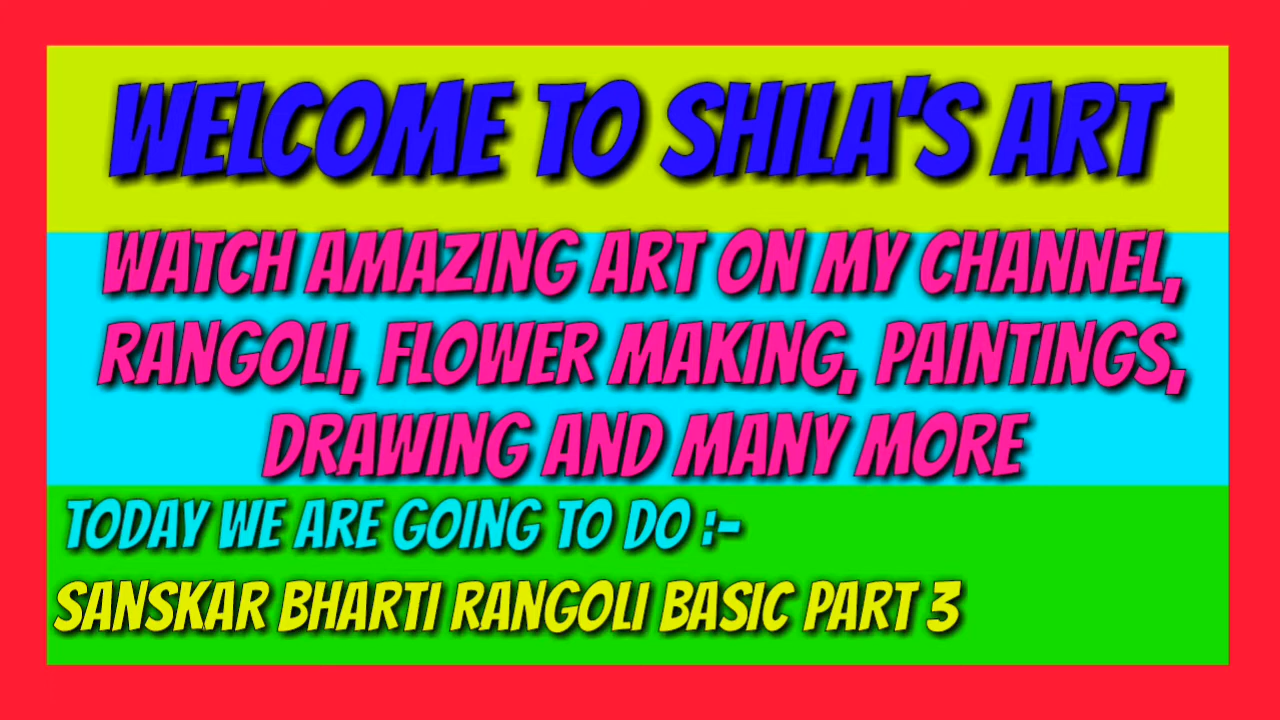 WELCOME TO SHILA'S ART
WATCH AMAZING ART ON MY CHANNEL,
RANGOLI, FLOWER MAKING, PAINTINGS,
DRAWING AND MANY MORE
TODAY WE ARE GOING TO DO :-
SANSKAR BHARTI RANGOLI BASIC PART 3